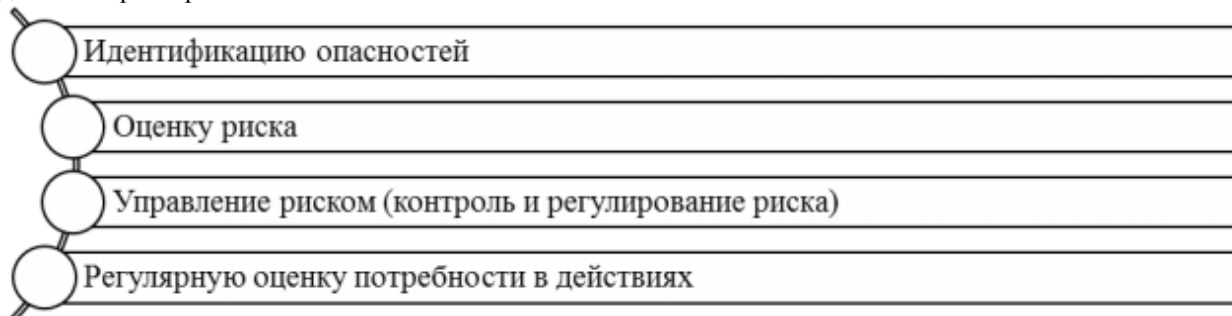 Идентификацию опасностей
Оценку риска
Управление риском (контроль и регулирование риска)
Регулярную оценку потребности в действиях